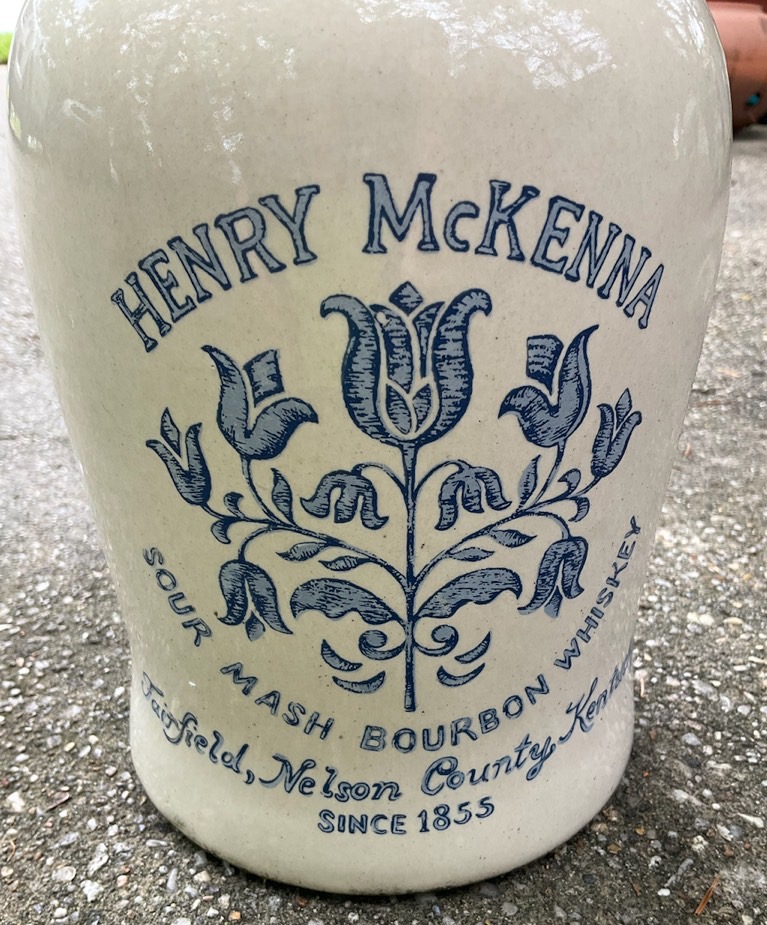 HENRY McKENNA
SOUR MASH BOURBON WHISKEY
Fairfield, Nelson County, Kentucky
SINCE 1855